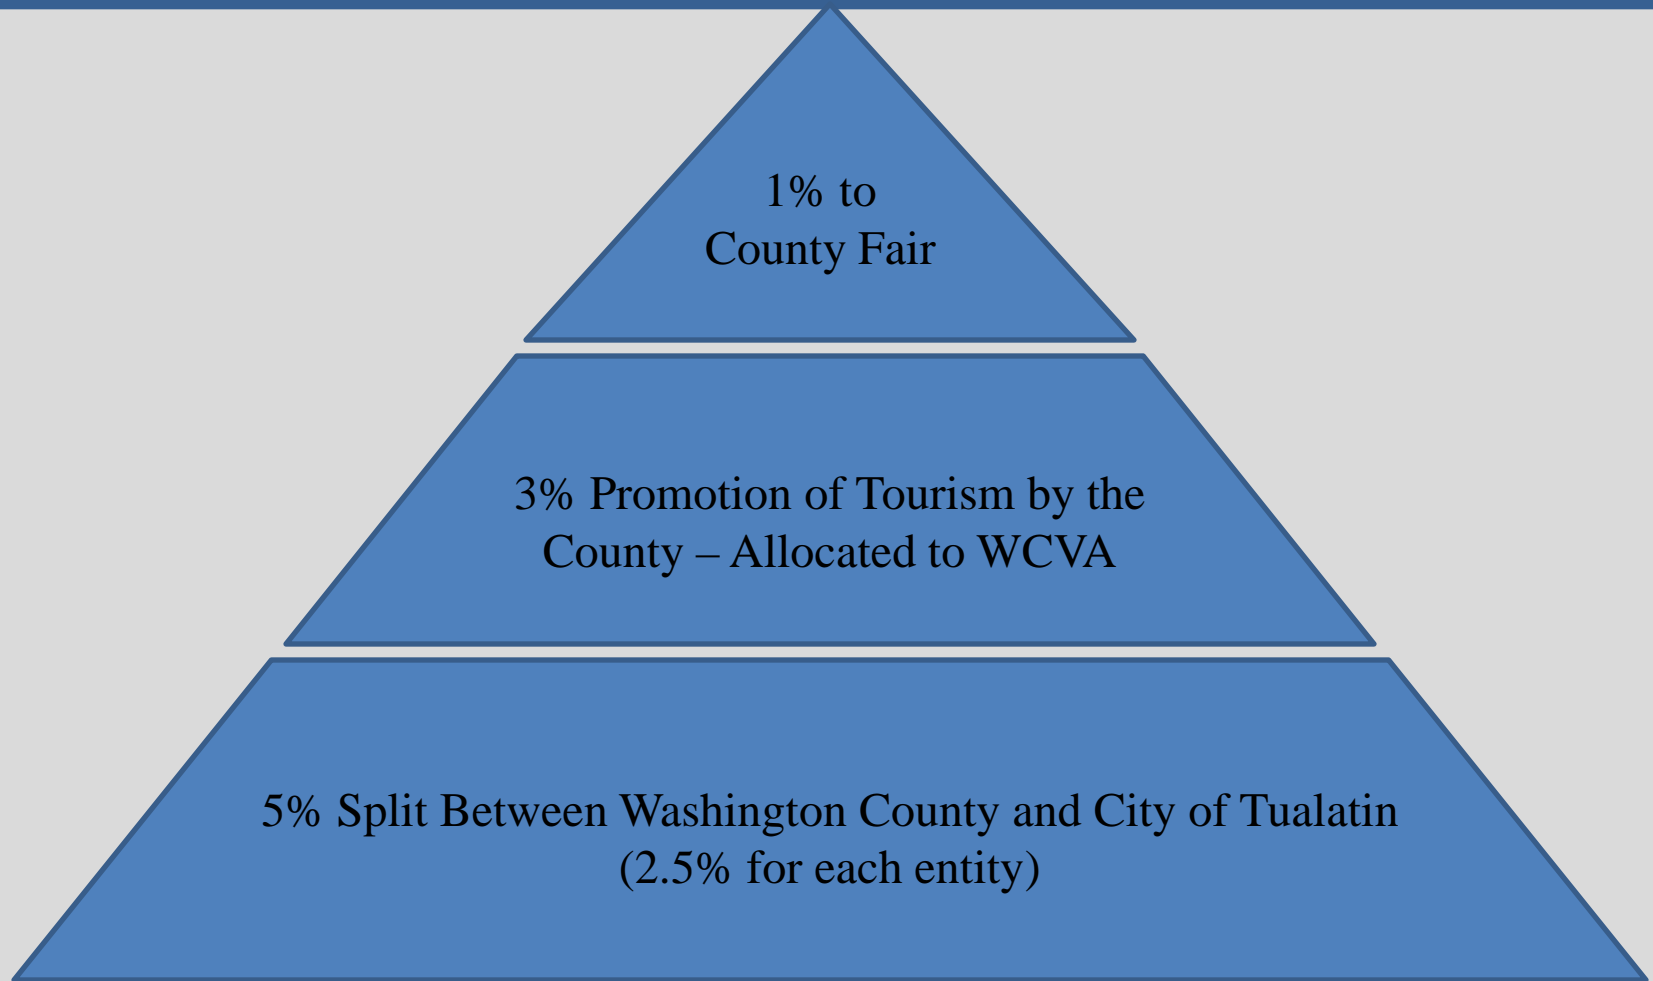 1% to
County Fair
3% Promotion of Tourism by the
County – Allocated to WCVA
5% Split Between Washington County and City of Tualatin
(2.5% for each entity)